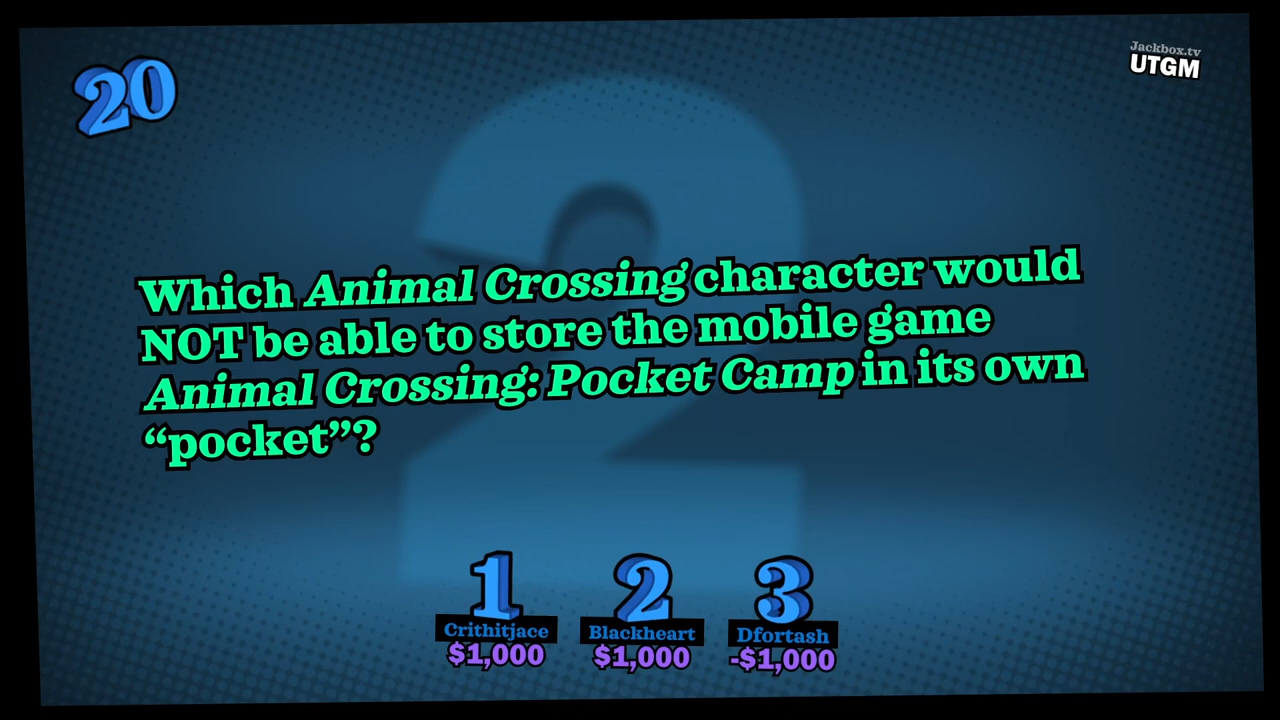 20
Jackbox.tv
UTGM
Which Animal Crossing character would
NOT be able to store the mobile game
Animal Crossing: Pocket Camp in its own
“pocket”?
2
1
2
3
Crithitjace
Blackheart
Dfortash
$1,000
$1,000
-$1,000